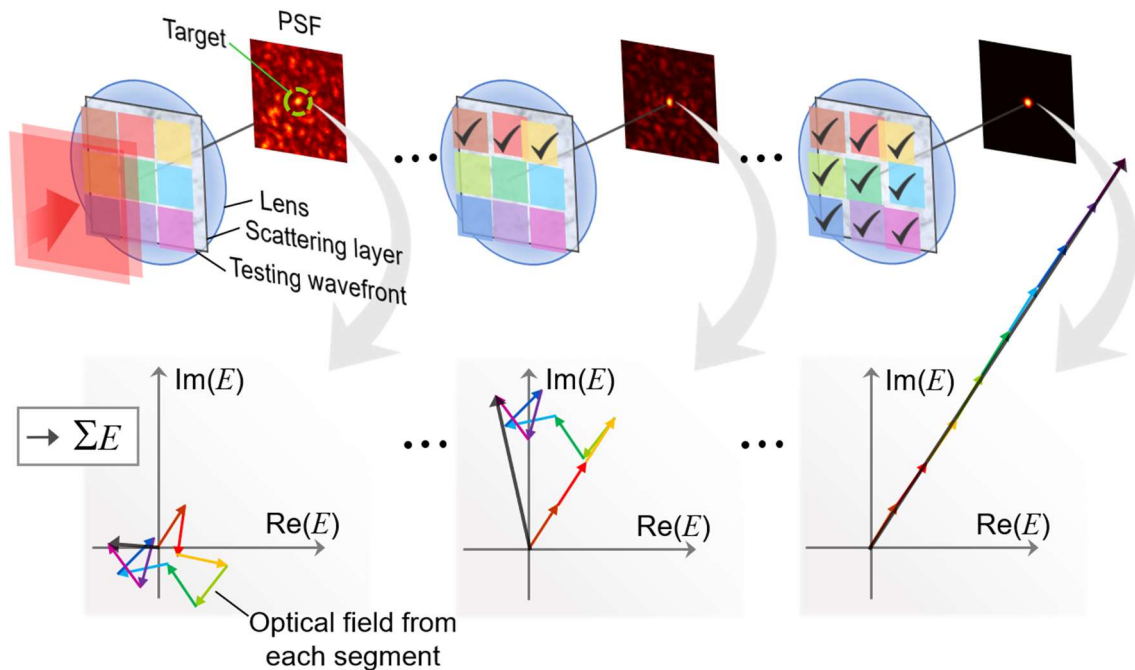 PSF
Target
Lens
Scattering layer
Testing wavefront
...
...
Im(E)
Im(E)
Im(E)
→ ΣE
...
...
Re(E)
Re(E)
Re(E)
Optical field from
each segment